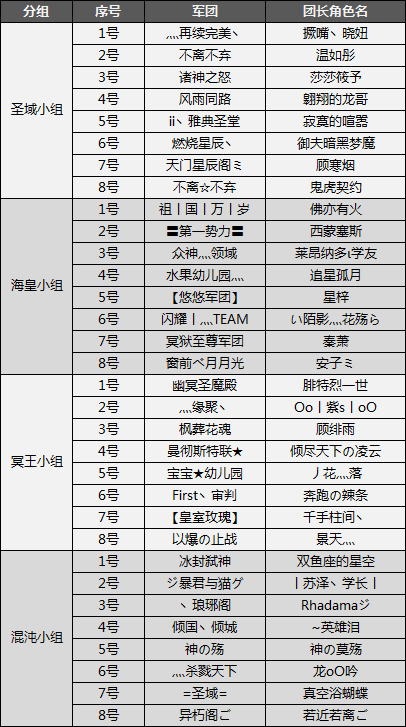 分组 序号 军团 团长角色名
圣域小组
1号 灬再续完美丶 撅嘴丶晓妞
2号 不离不弃 温如彤
3号 诸神之怒 莎莎筱予
4号 风雨同路 翱翔的龙哥
5号 ⅱ丶雅典圣堂 寂寞的喧嚣
6号 燃烧星辰丶 御夫暗黑梦魔
7号 天门星辰阁ミ 顾寒烟
8号 不离☆不弃 鬼虎契约
海皇小组
1号 祖丨国丨万丨岁 佛亦有火
2号 〓第一势力〓 西蒙塞斯
3号 众神灬领域 莱昂纳多ι学友
4号 水果幼儿园灬 追星孤月
5号 【悠悠军团】 星梓
6号 闪耀丨灬TEAM い陌影灬花殇ら
7号 冥狱至尊军团 秦萧
8号 窗前ペ月月光 安子ミ
冥王小组
1号 幽冥圣魔殿 腓特烈一世
2号 灬缘聚丶 Oo丨紫s丨oO
3号 枫葬花魂 顾绯雨
4号 曼彻斯特联★ 倾尽天下の凌云
5号 宝宝★幼儿园 丿花灬落
6号 First丶审判 奔跑の辣条
7号 【皇室玫瑰】 千手柱间丶
8号 以爆の止战 景天灬
混沌小组
1号 冰封弑神 双鱼座的星空
2号 ジ暴君与猫グ 丨苏泽丶学长丨
3号 丶琅琊阁 Rhadamaジ
4号 倾国丶倾城 ~英雄泪
5号 神の殇 神の莫殇
6号 灬杀戮天下 龙oO吟
7号 =圣域= 真空浴蝴蝶
8号 异朽阁ご 若近若离ご